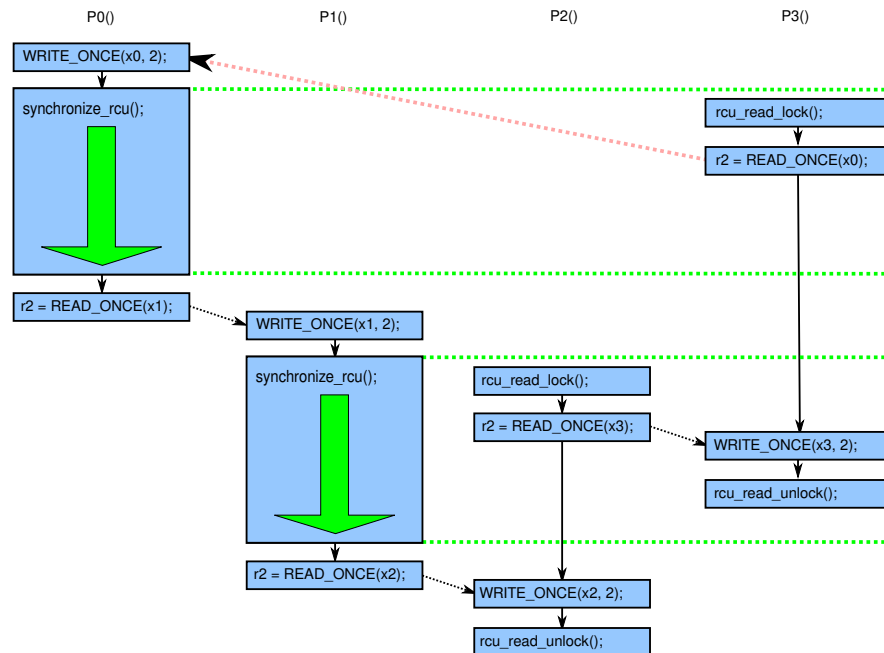 P0()
P1()
P2()
P3()
WRITE_ONCE(x0, 2);
synchronize_rcu();
rcu_read_lock();
r2 = READ_ONCE(x0);
r2 = READ_ONCE(x1);
WRITE_ONCE(x1, 2);
synchronize_rcu();
rcu_read_lock();
r2 = READ_ONCE(x3);
WRITE_ONCE(x3, 2);
rcu_read_unlock();
r2 = READ_ONCE(x2);
WRITE_ONCE(x2, 2);
rcu_read_unlock();